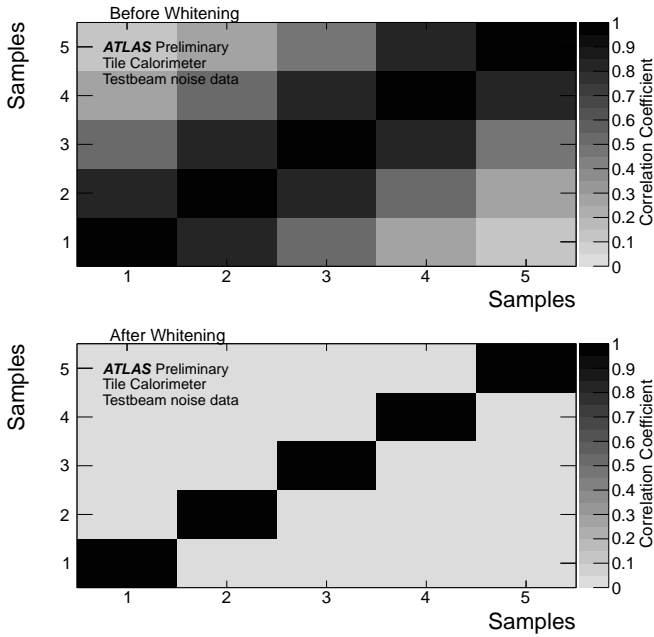 Before Whitening
Samples
5
4
3
2
1
ATLAS Preliminary
Tile Calorimeter
Testbeam noise data
1 2 3 4 5
Samples
1
0.9
0.8
0.7
0.6
0.5
0.4
0.3
0.2
0.1
0
Correlation Coefficient
After Whitening
Samples
5
4
3
2
1
ATLAS Preliminary
Tile Calorimeter
Testbeam noise data
1 2 3 4 5
Samples
1
0.9
0.8
0.7
0.6
0.5
0.4
0.3
0.2
0.1
0
Correlation Coefficient